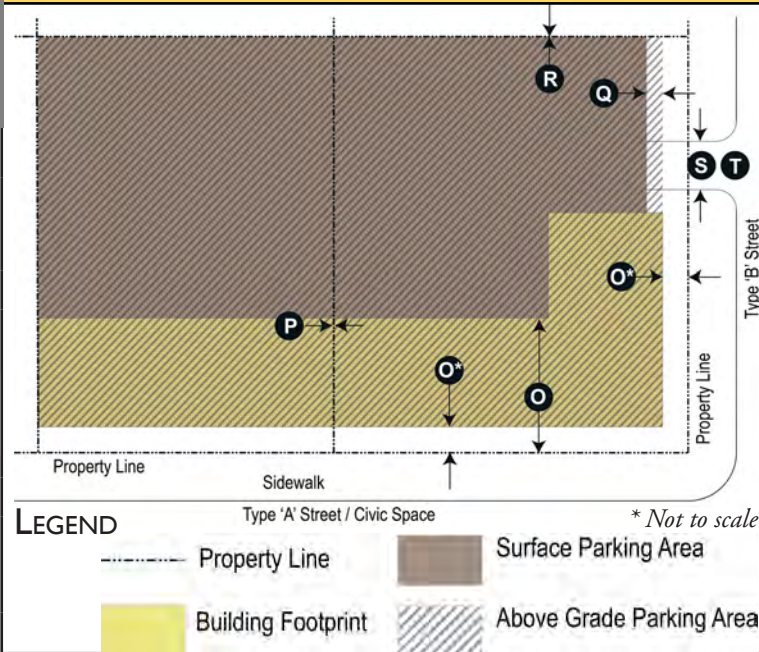 R
Q
S T
O*
Type 'B' Street
P
O*
O
Property Line
Property Line
Sidewalk
Type 'A' Street / Civic Space
* Not to scale
LEGEND
Property Line
Surface Parking Area
Building Footprint
Above Grade Parking Area